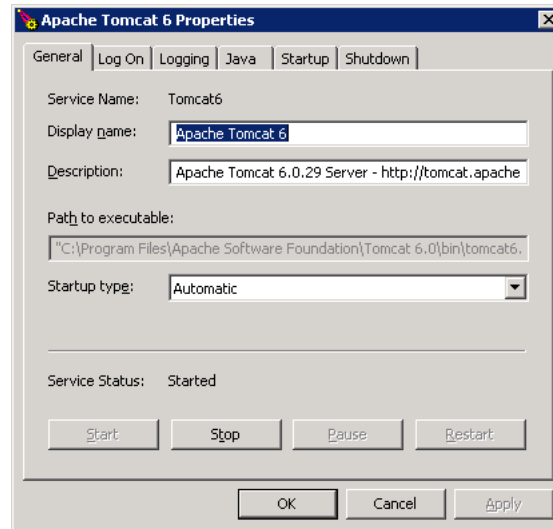 Apache Tomcat 6 Properties
General Log On Logging Java Startup Shutdown
Service Name: Tomcat6
Display name: Apache Tomcat 6
Description: Apache Tomcat 6.0.29 Server - http://tomcat.apache
Path to executable:
"C:\Program Files\Apache Software Foundation\Tomcat 6.0\bin\tomcat6.
Startup type: Automatic
Service Status: Started
Start Stop Pause Restart
OK Cancel Apply